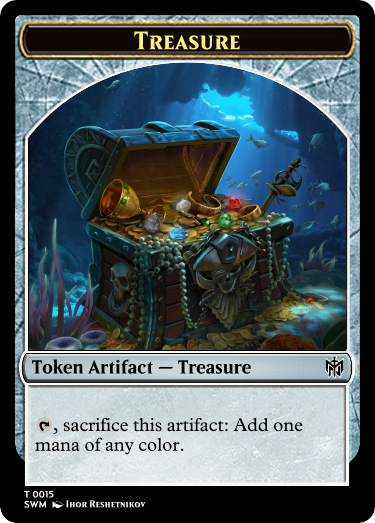 TREASURE
Token Artifact — Treasure
, sacrifice this artifact: Add one
mana of any color.
T 0015
SWM IHOR RESHETNIKOV